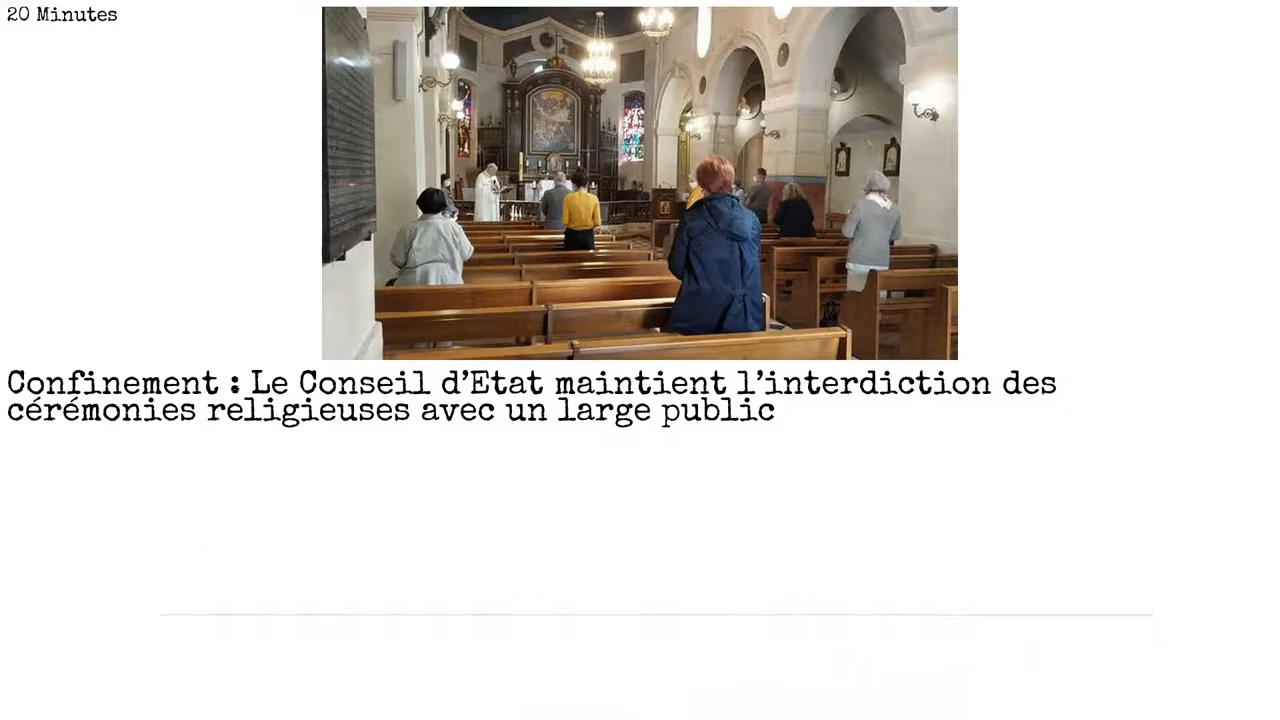 20 Minutes
Confinement : Le Conseil d’Etat maintient l’interdiction des
cérémonies religieuses avec un large public